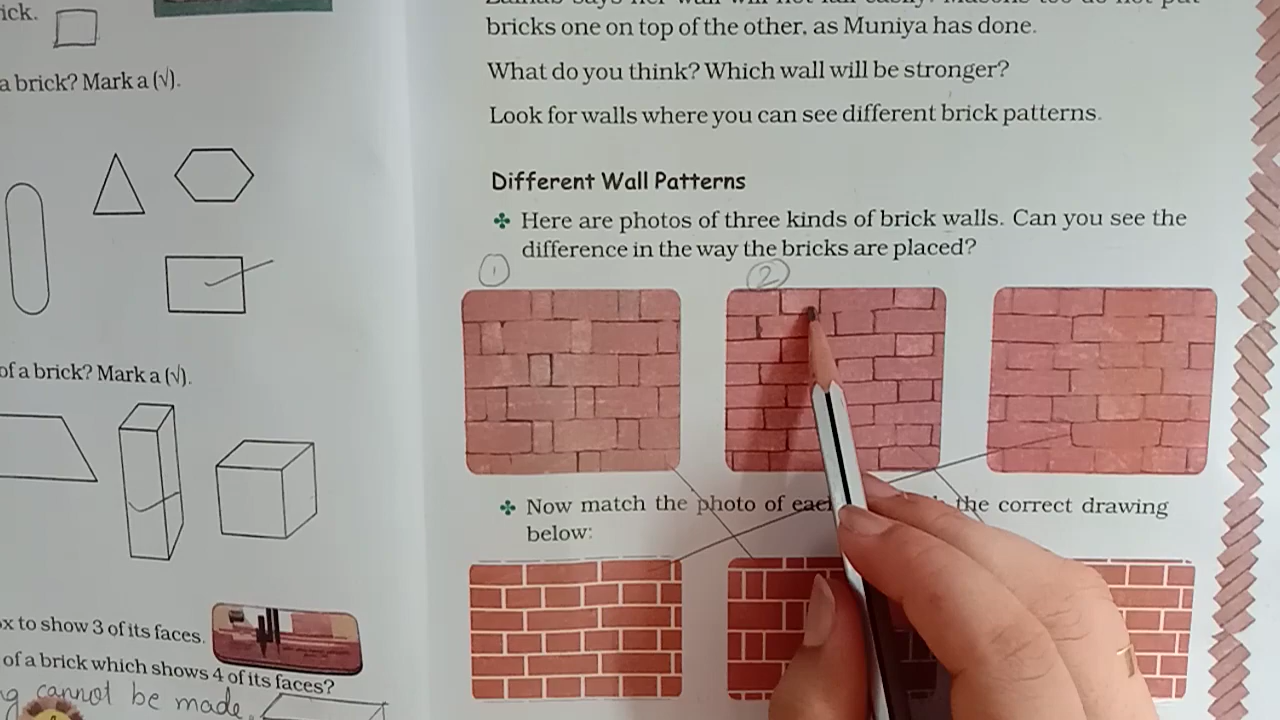 ick.
a brick? Mark a (√).
of a brick? Mark a (√).
x to show 3 of its faces.
of a brick which shows 4 of its faces?
cannot be made.
bricks one on top of the other, as Muniya has done.
What do you think? Which wall will be stronger?
Look for walls where you can see different brick patterns.
Different Wall Patterns
Here are photos of three kinds of brick walls. Can you see the
difference in the way the bricks are placed?
1 2
Now match the photo of each the correct drawing
below: